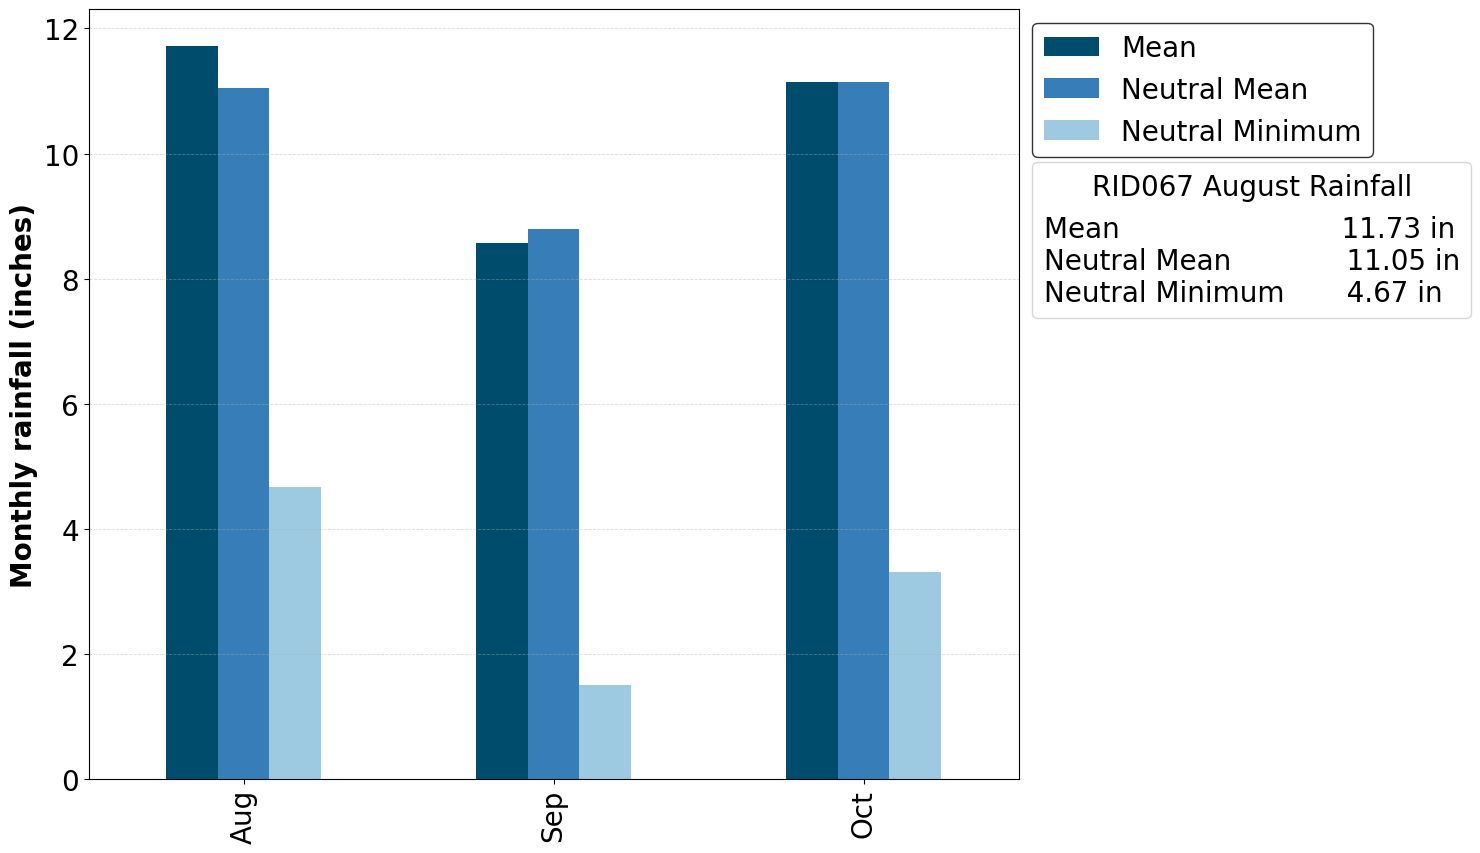 Monthly rainfall (inches)
12
10
8
6
4
2
0
Aug
Sep
Oct
Mean
Neutral Mean
Neutral Minimum
RID067 August Rainfall
Mean 11.73 in
Neutral Mean 11.05 in
Neutral Minimum 4.67 in